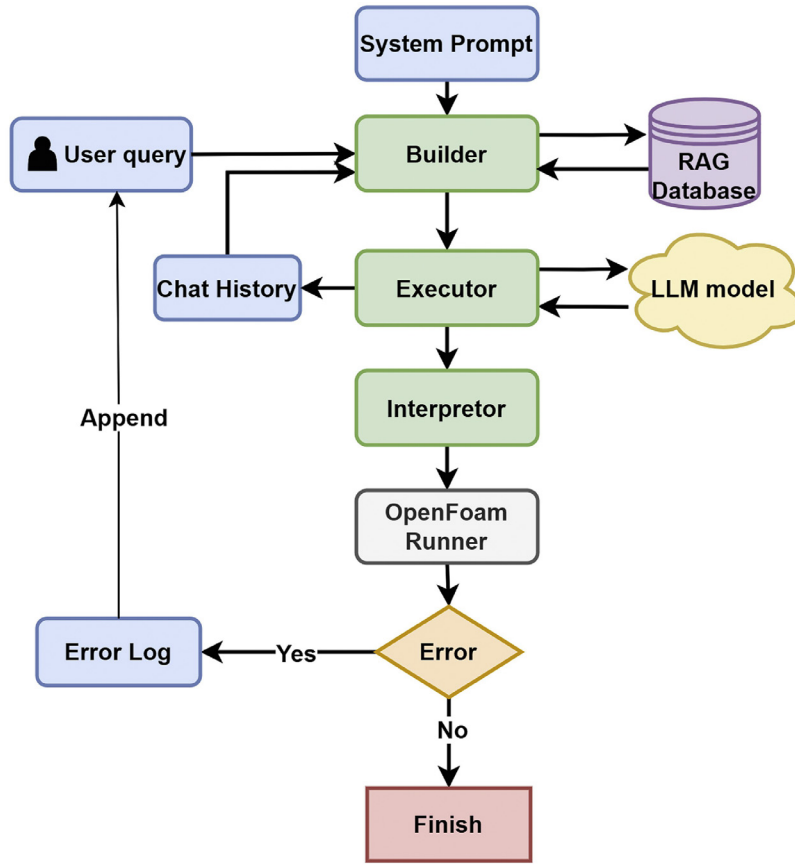 System Prompt
User query
Builder
RAG
Database
Chat History
Executor
LLM model
Append
Interpretor
OpenFoam
Runner
Error Log
Yes
Error
No
Finish